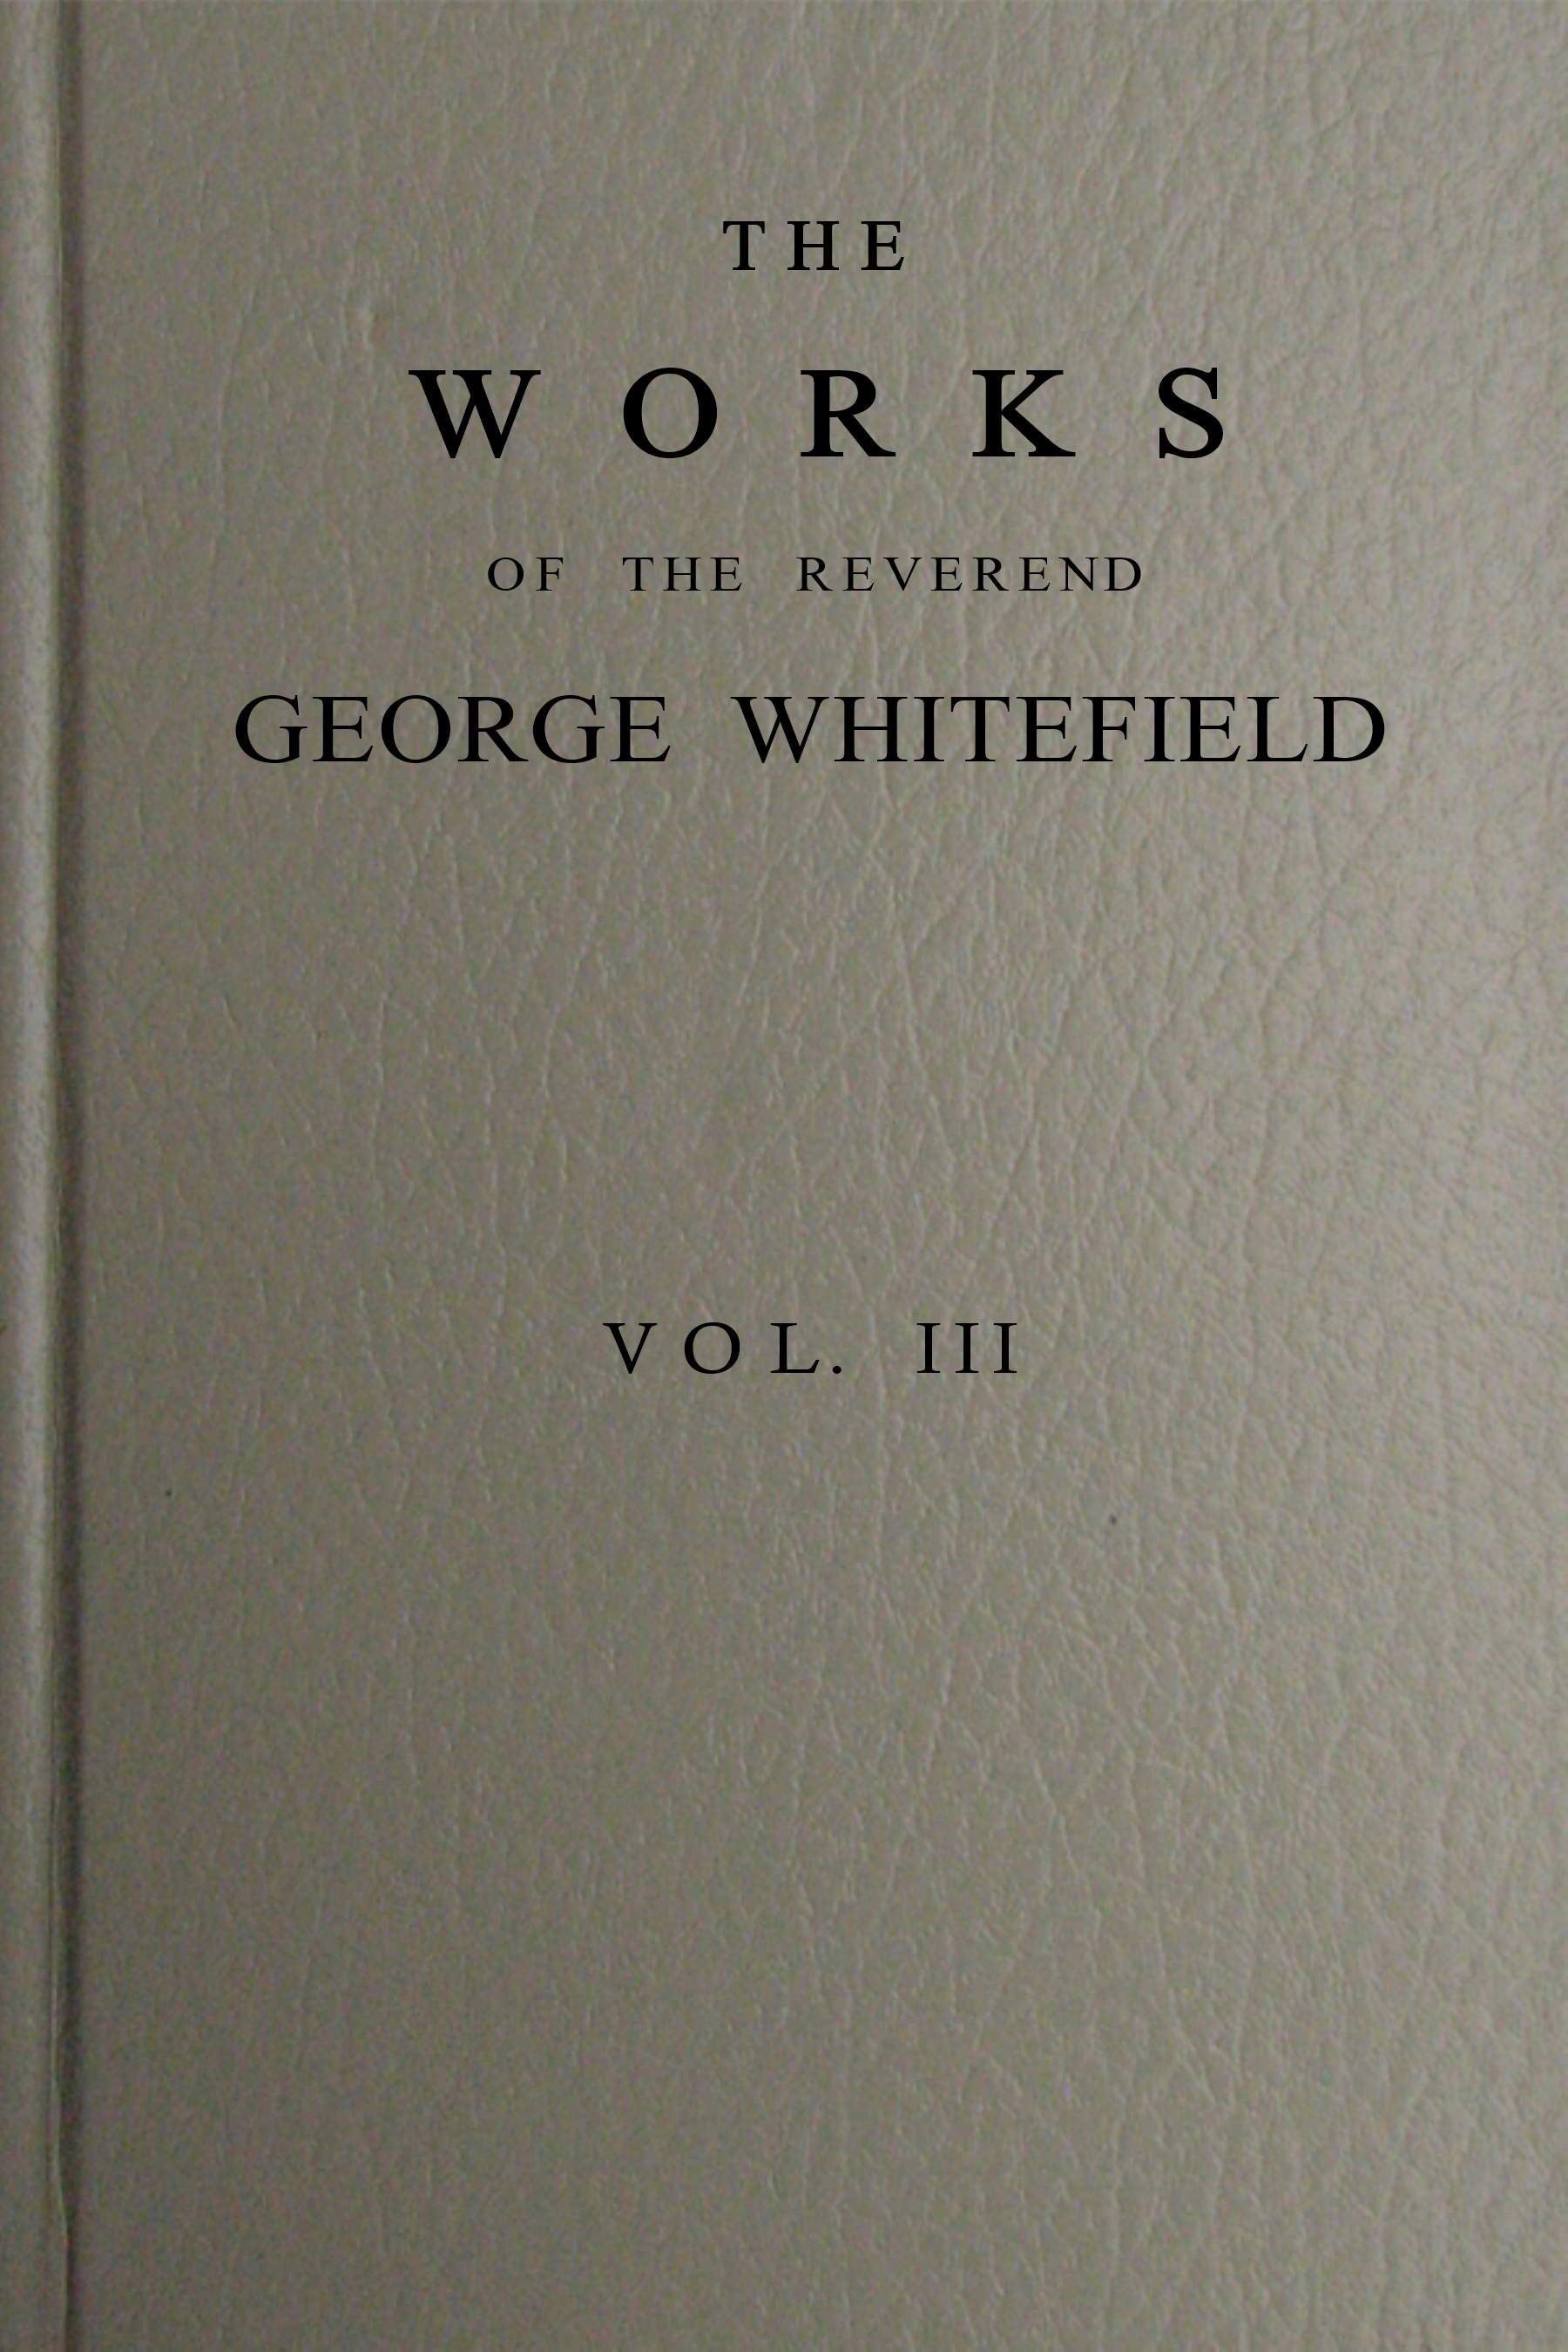 THE
WORKS
OF THE REVEREND
GEORGE WHITEFIELD
VOL. III